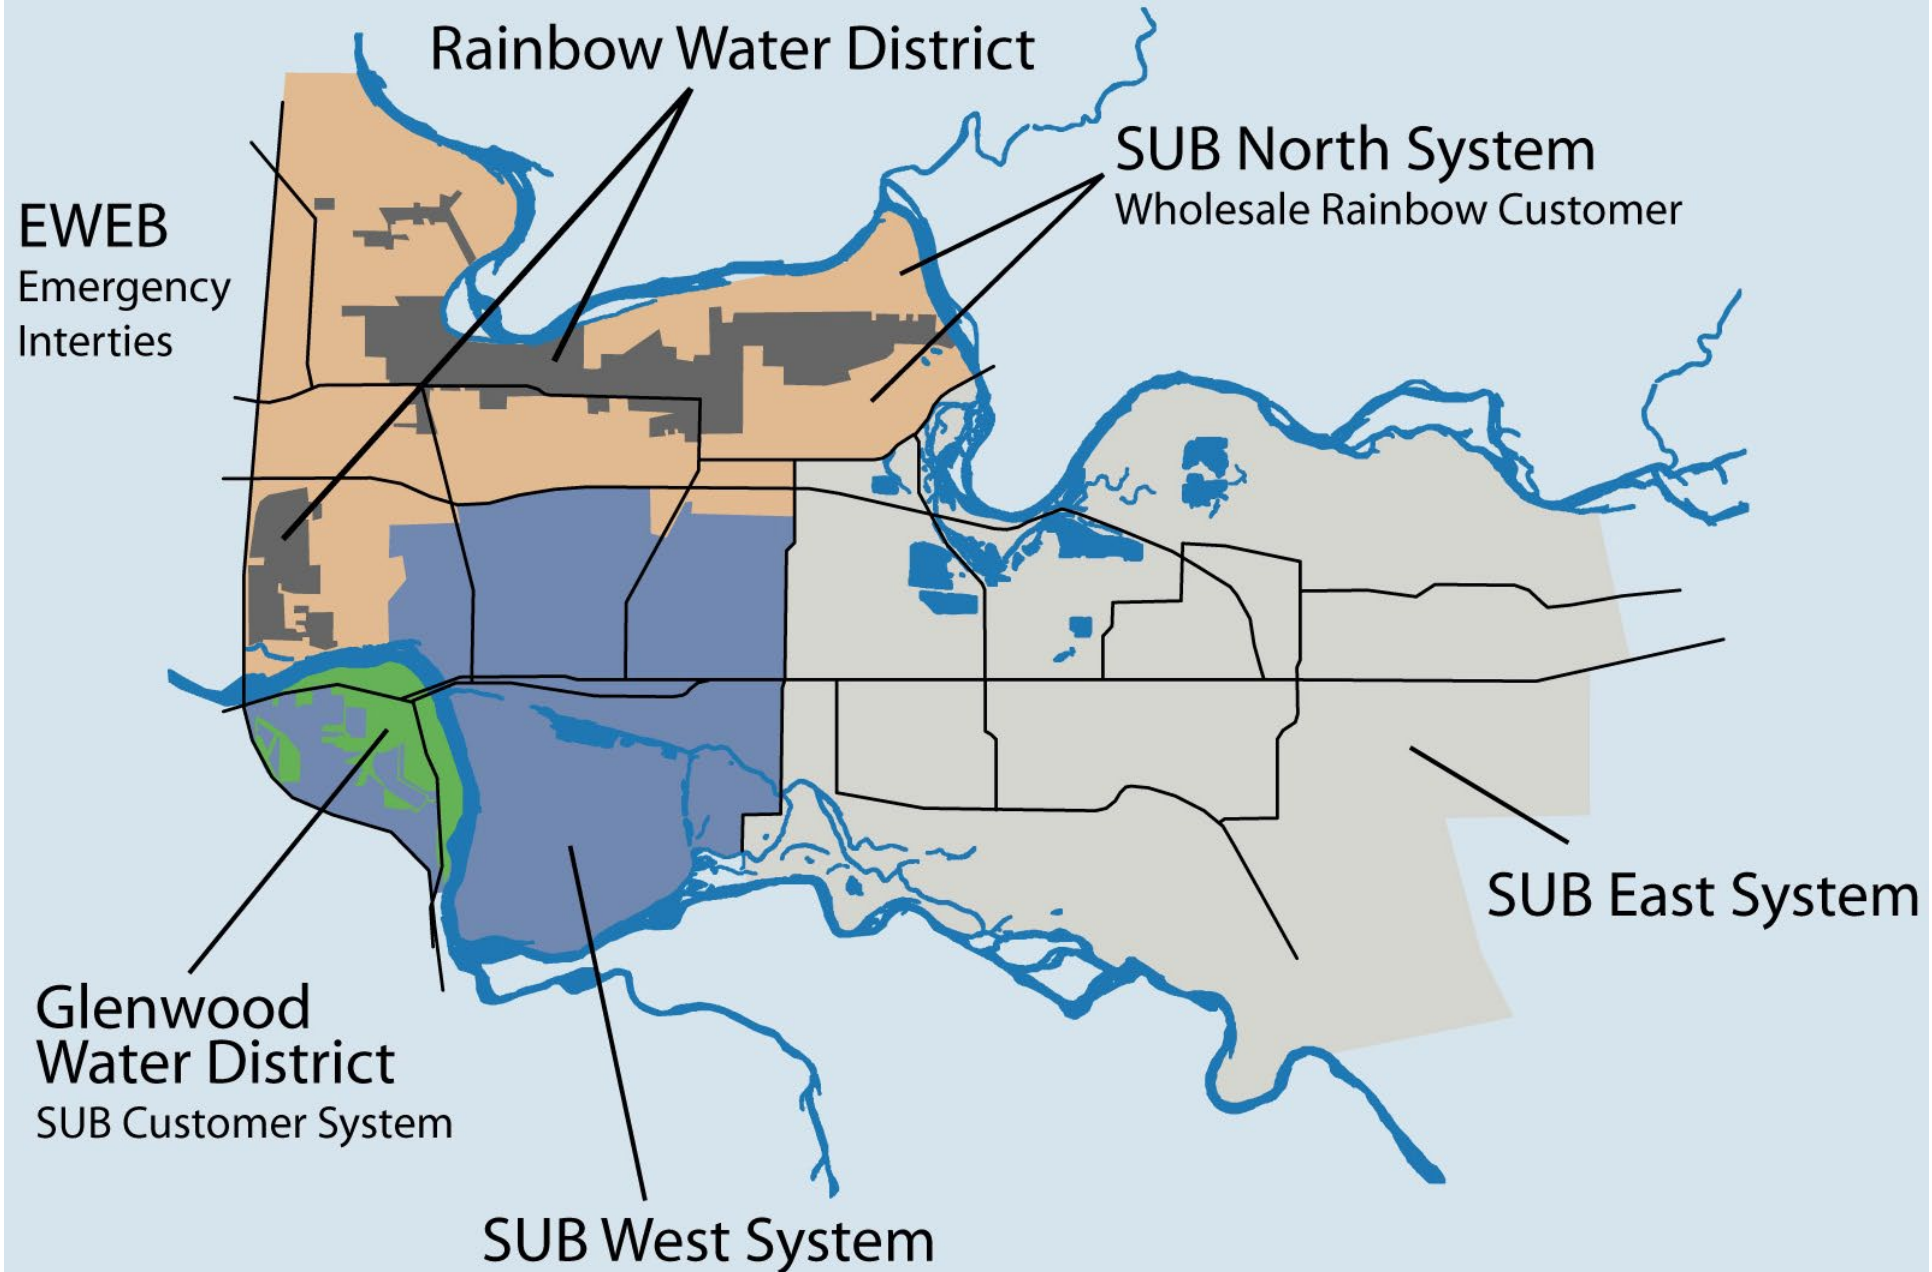 Rainbow Water District
SUB North System
Wholesale Rainbow Customer
EWEB
Emergency
Interties
SUB East System
Glenwood
Water District
SUB Customer System
SUB West System